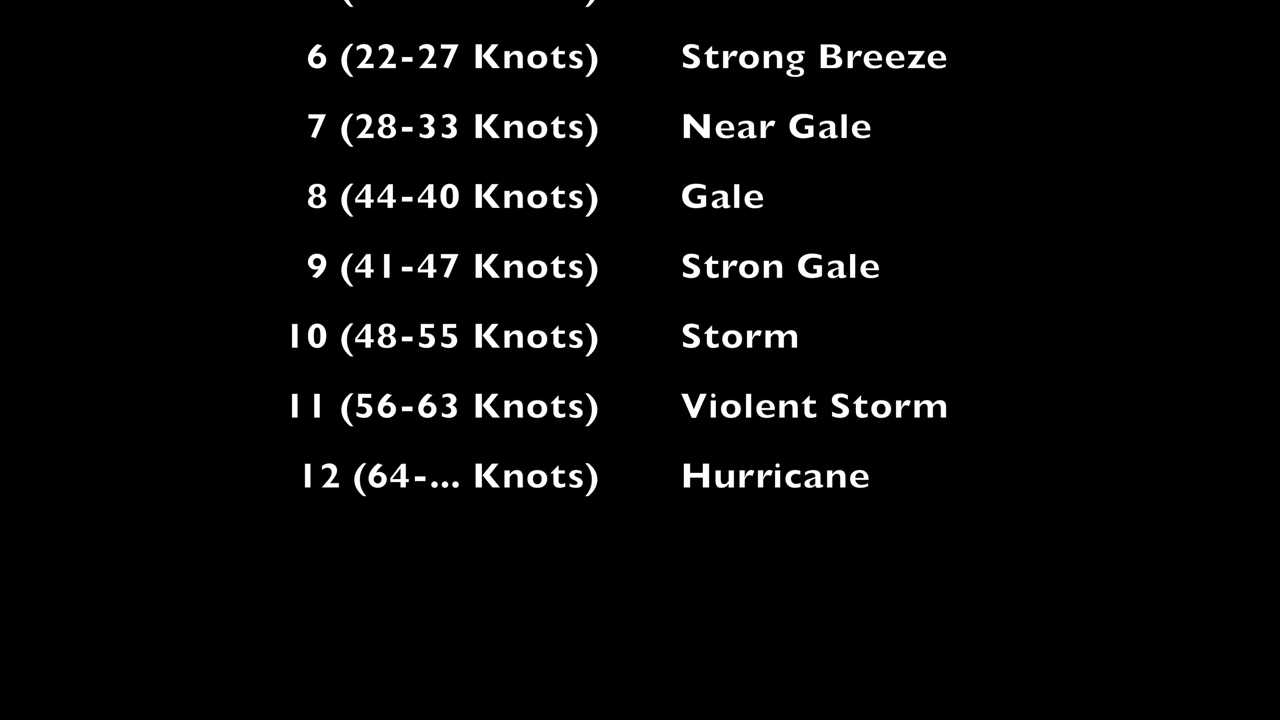 6 (22-27 Knots) Strong Breeze
7 (28-33 Knots) Near Gale
8 (44-40 Knots) Gale
9 (41-47 Knots) Stron Gale
10 (48-55 Knots) Storm
11 (56-63 Knots) Violent Storm
12 (64-... Knots) Hurricane